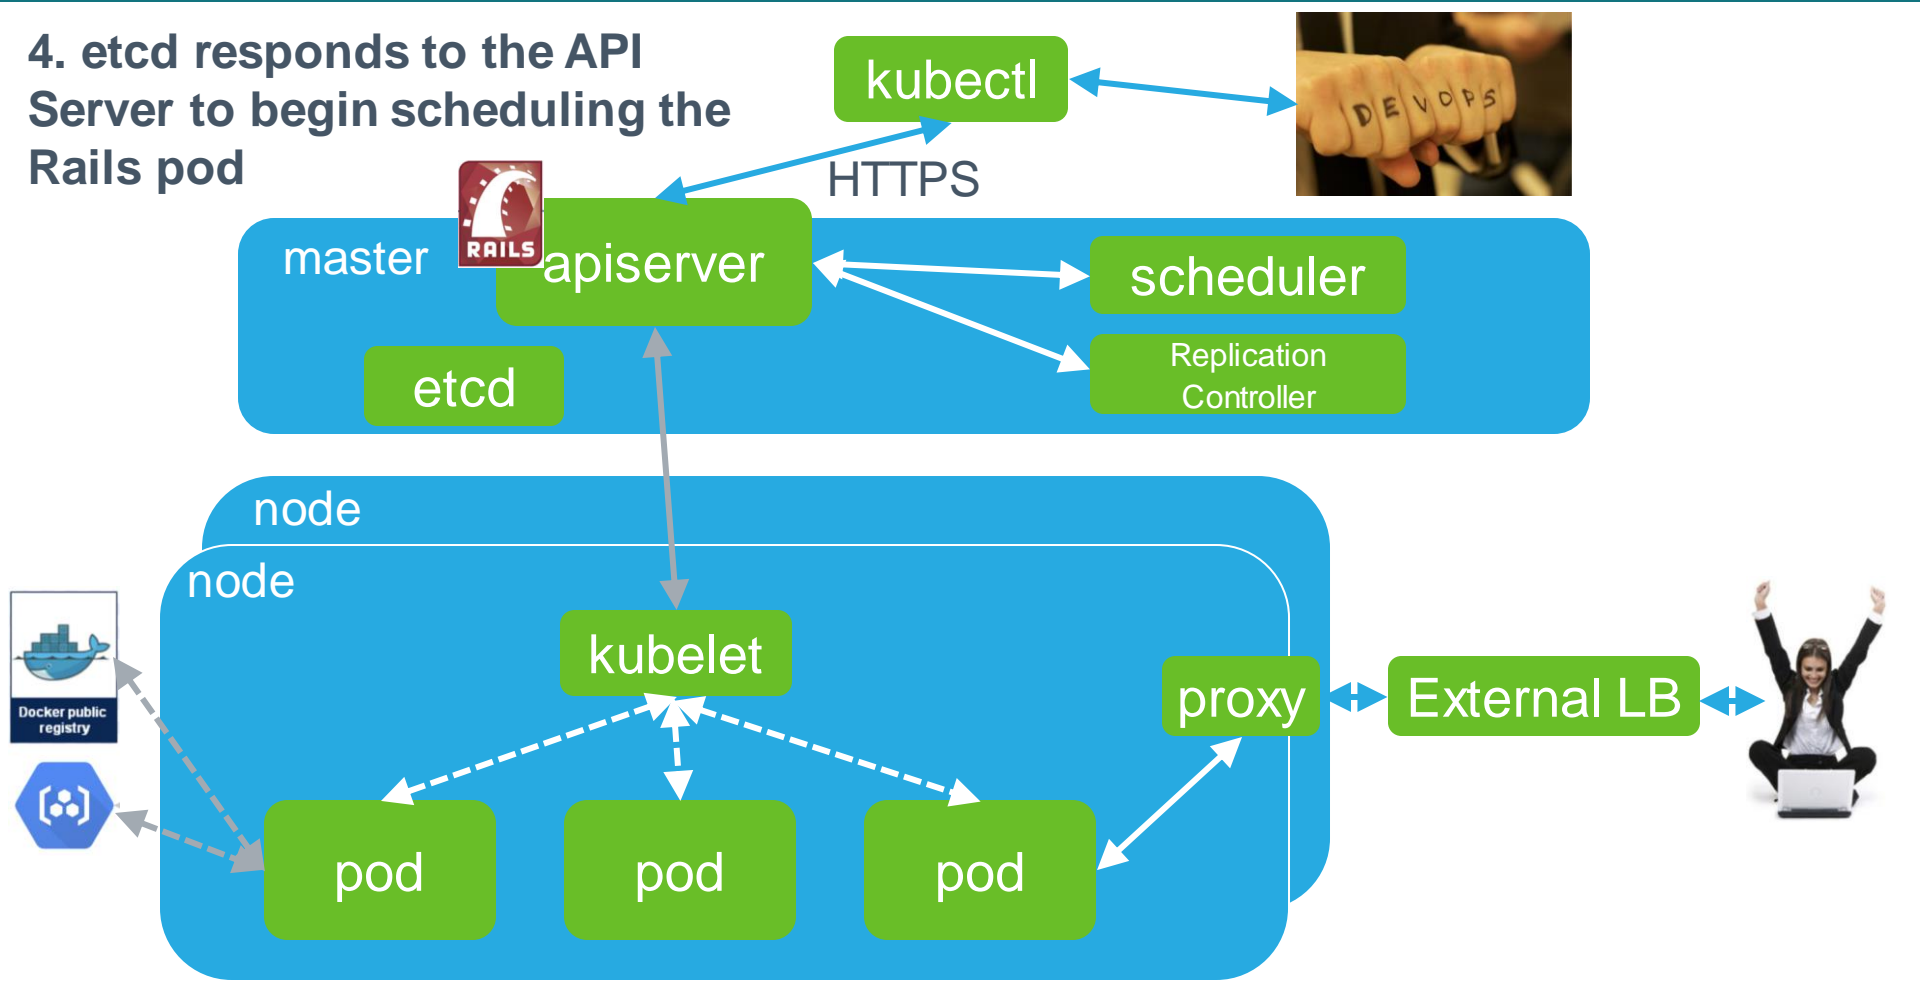 4. etcd responds to the API
Server to begin scheduling the
Rails pod
kubectl
DEVOPS
HTTPS
RAILS
master
apiserver
scheduler
Replication
Controller
etcd
node
node
kubelet
Docker public
registry
proxy
External LB
pod
pod
pod